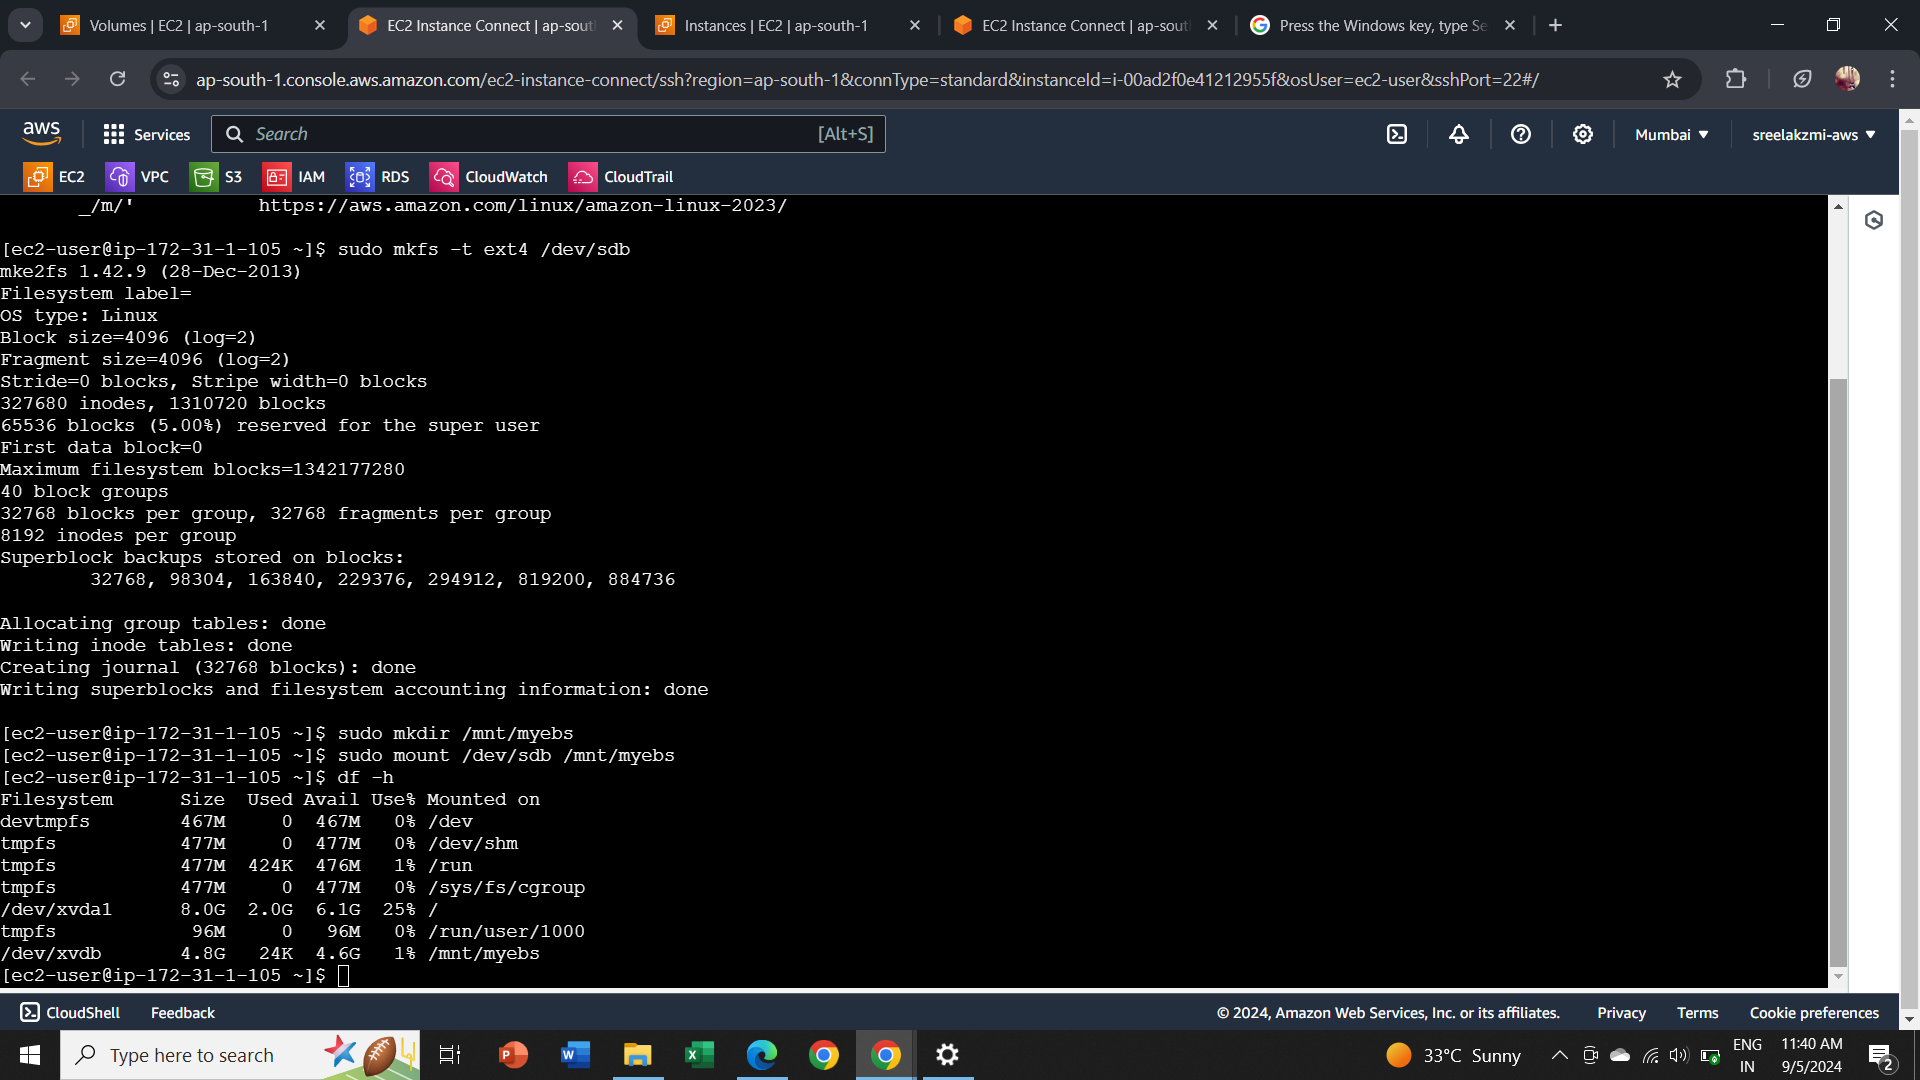 Volumes | EC2 | ap-south-1
EC2 Instance Connect | ap-sout
Instances | EC2 | ap-south-1
EC2 Instance Connect | ap-sout
Press the Windows key, type Se
ap-south-1.console.aws.amazon.com/ec2-instance-connect/ssh?region=ap-south-1&connType=standard&instanceId=i-00ad2f0e41212955f&osUser=ec2-user&sshPort=22#/
aws
Services
Search
[Alt+S]
Mumbai
sreelakzmi-aws
EC2
VPC
S3
IAM
RDS
CloudWatch
CloudTrail
_/m/' https://aws.amazon.com/linux/amazon-linux-2023/
[ec2-user@ip-172-31-1-105 ~]$ sudo mkfs -t ext4 /dev/sdb
mke2fs 1.42.9 (28-Dec-2013)
Filesystem label=
OS type: Linux
Block size=4096 (log=2)
Fragment size=4096 (log=2)
Stride=0 blocks, Stripe width=0 blocks
327680 inodes, 1310720 blocks
65536 blocks (5.00%) reserved for the super user
First data block=0
Maximum filesystem blocks=1342177280
40 block groups
32768 blocks per group, 32768 fragments per group
8192 inodes per group
Superblock backups stored on blocks:
32768, 98304, 163840, 229376, 294912, 819200, 884736
Allocating group tables: done
Writing inode tables: done
Creating journal (32768 blocks): done
Writing superblocks and filesystem accounting information: done
[ec2-user@ip-172-31-1-105 ~]$ sudo mkdir /mnt/myebs
[ec2-user@ip-172-31-1-105 ~]$ sudo mount /dev/sdb /mnt/myebs
[ec2-user@ip-172-31-1-105 ~]$ df -h
Filesystem Size Used Avail Use% Mounted on
devtmpfs 467M 0 467M 0% /dev
tmpfs 477M 0 477M 0% /dev/shm
tmpfs 477M 424K 476M 1% /run
tmpfs 477M 0 477M 0% /sys/fs/cgroup
/dev/xvda1 8.0G 2.0G 6.1G 25% /
tmpfs 96M 0 96M 0% /run/user/1000
/dev/xvdb 4.8G 24K 4.6G 1% /mnt/myebs
[ec2-user@ip-172-31-1-105 ~]$
CloudShell
Feedback
© 2024, Amazon Web Services, Inc. or its affiliates.
Privacy
Terms
Cookie preferences
Type here to search
33°C Sunny
ENG
IN
11:40 AM
9/5/2024
2